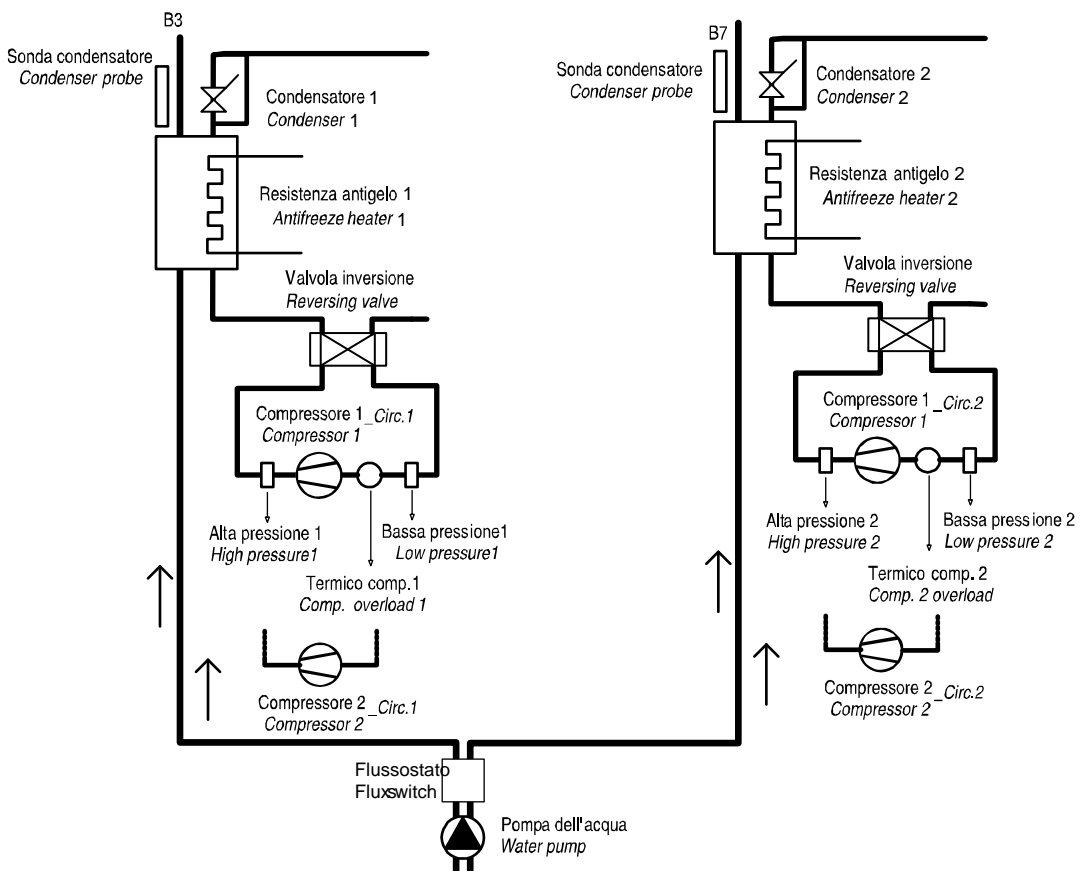 B3
Sonda condensatore
Condenser probe
Condensatore 1
Condenser 1
Resistenza antigelo 1
Antifreeze heater 1
Valvola inversione
Reversing valve
Compressore 1_Circ.1
Compressor 1
Alta pressione 1
High pressure1
Bassa pressione1
Low pressure1
Termico comp.1
Comp. overload 1
Compressore 2_Circ.1
Compressor 2
B7
Sonda condensatore
Condenser probe
Condensatore 2
Condenser 2
Resistenza antigelo 2
Antifreeze heater 2
Valvola inversione
Reversing valve
Compressore 1_Circ.2
Compressor 1
Alta pressione 2
High pressure 2
Bassa pressione 2
Low pressure 2
Termico comp. 2
Comp. 2 overload
Compressore 2_Circ.2
Compressor 2
Flussostato
Fluxswitch
Pompa dell'acqua
Water pump